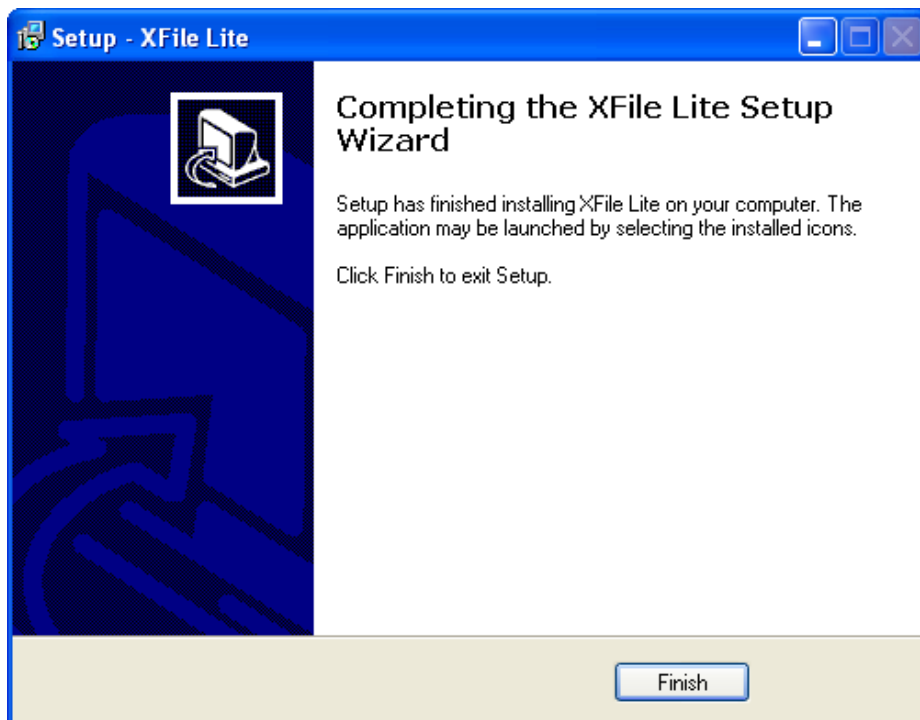 Setup - XFile Lite
Completing the XFile Lite Setup
Wizard
Setup has finished installing XFile Lite on your computer. The
application may be launched by selecting the installed icons.
Click Finish to exit Setup.
Finish